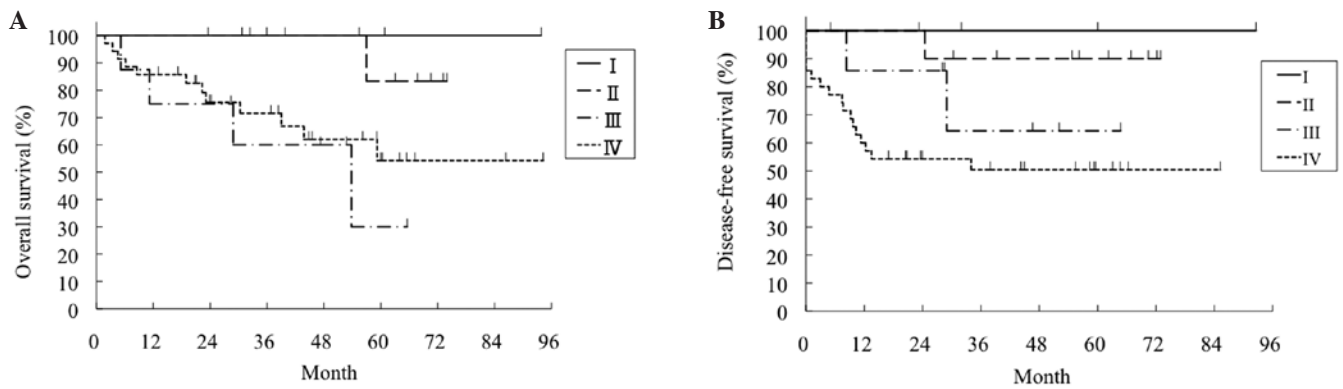 A
Overall survival (%)
100
90
80
70
60
50
40
30
20
10
0
0 12 24 36 48 60 72 84 96
Month
Ⅰ
Ⅱ
Ⅲ
Ⅳ
B
Disease-free survival (%)
100
90
80
70
60
50
40
30
20
10
0
0 12 24 36 48 60 72 84 96
Month
I
II
III
IV